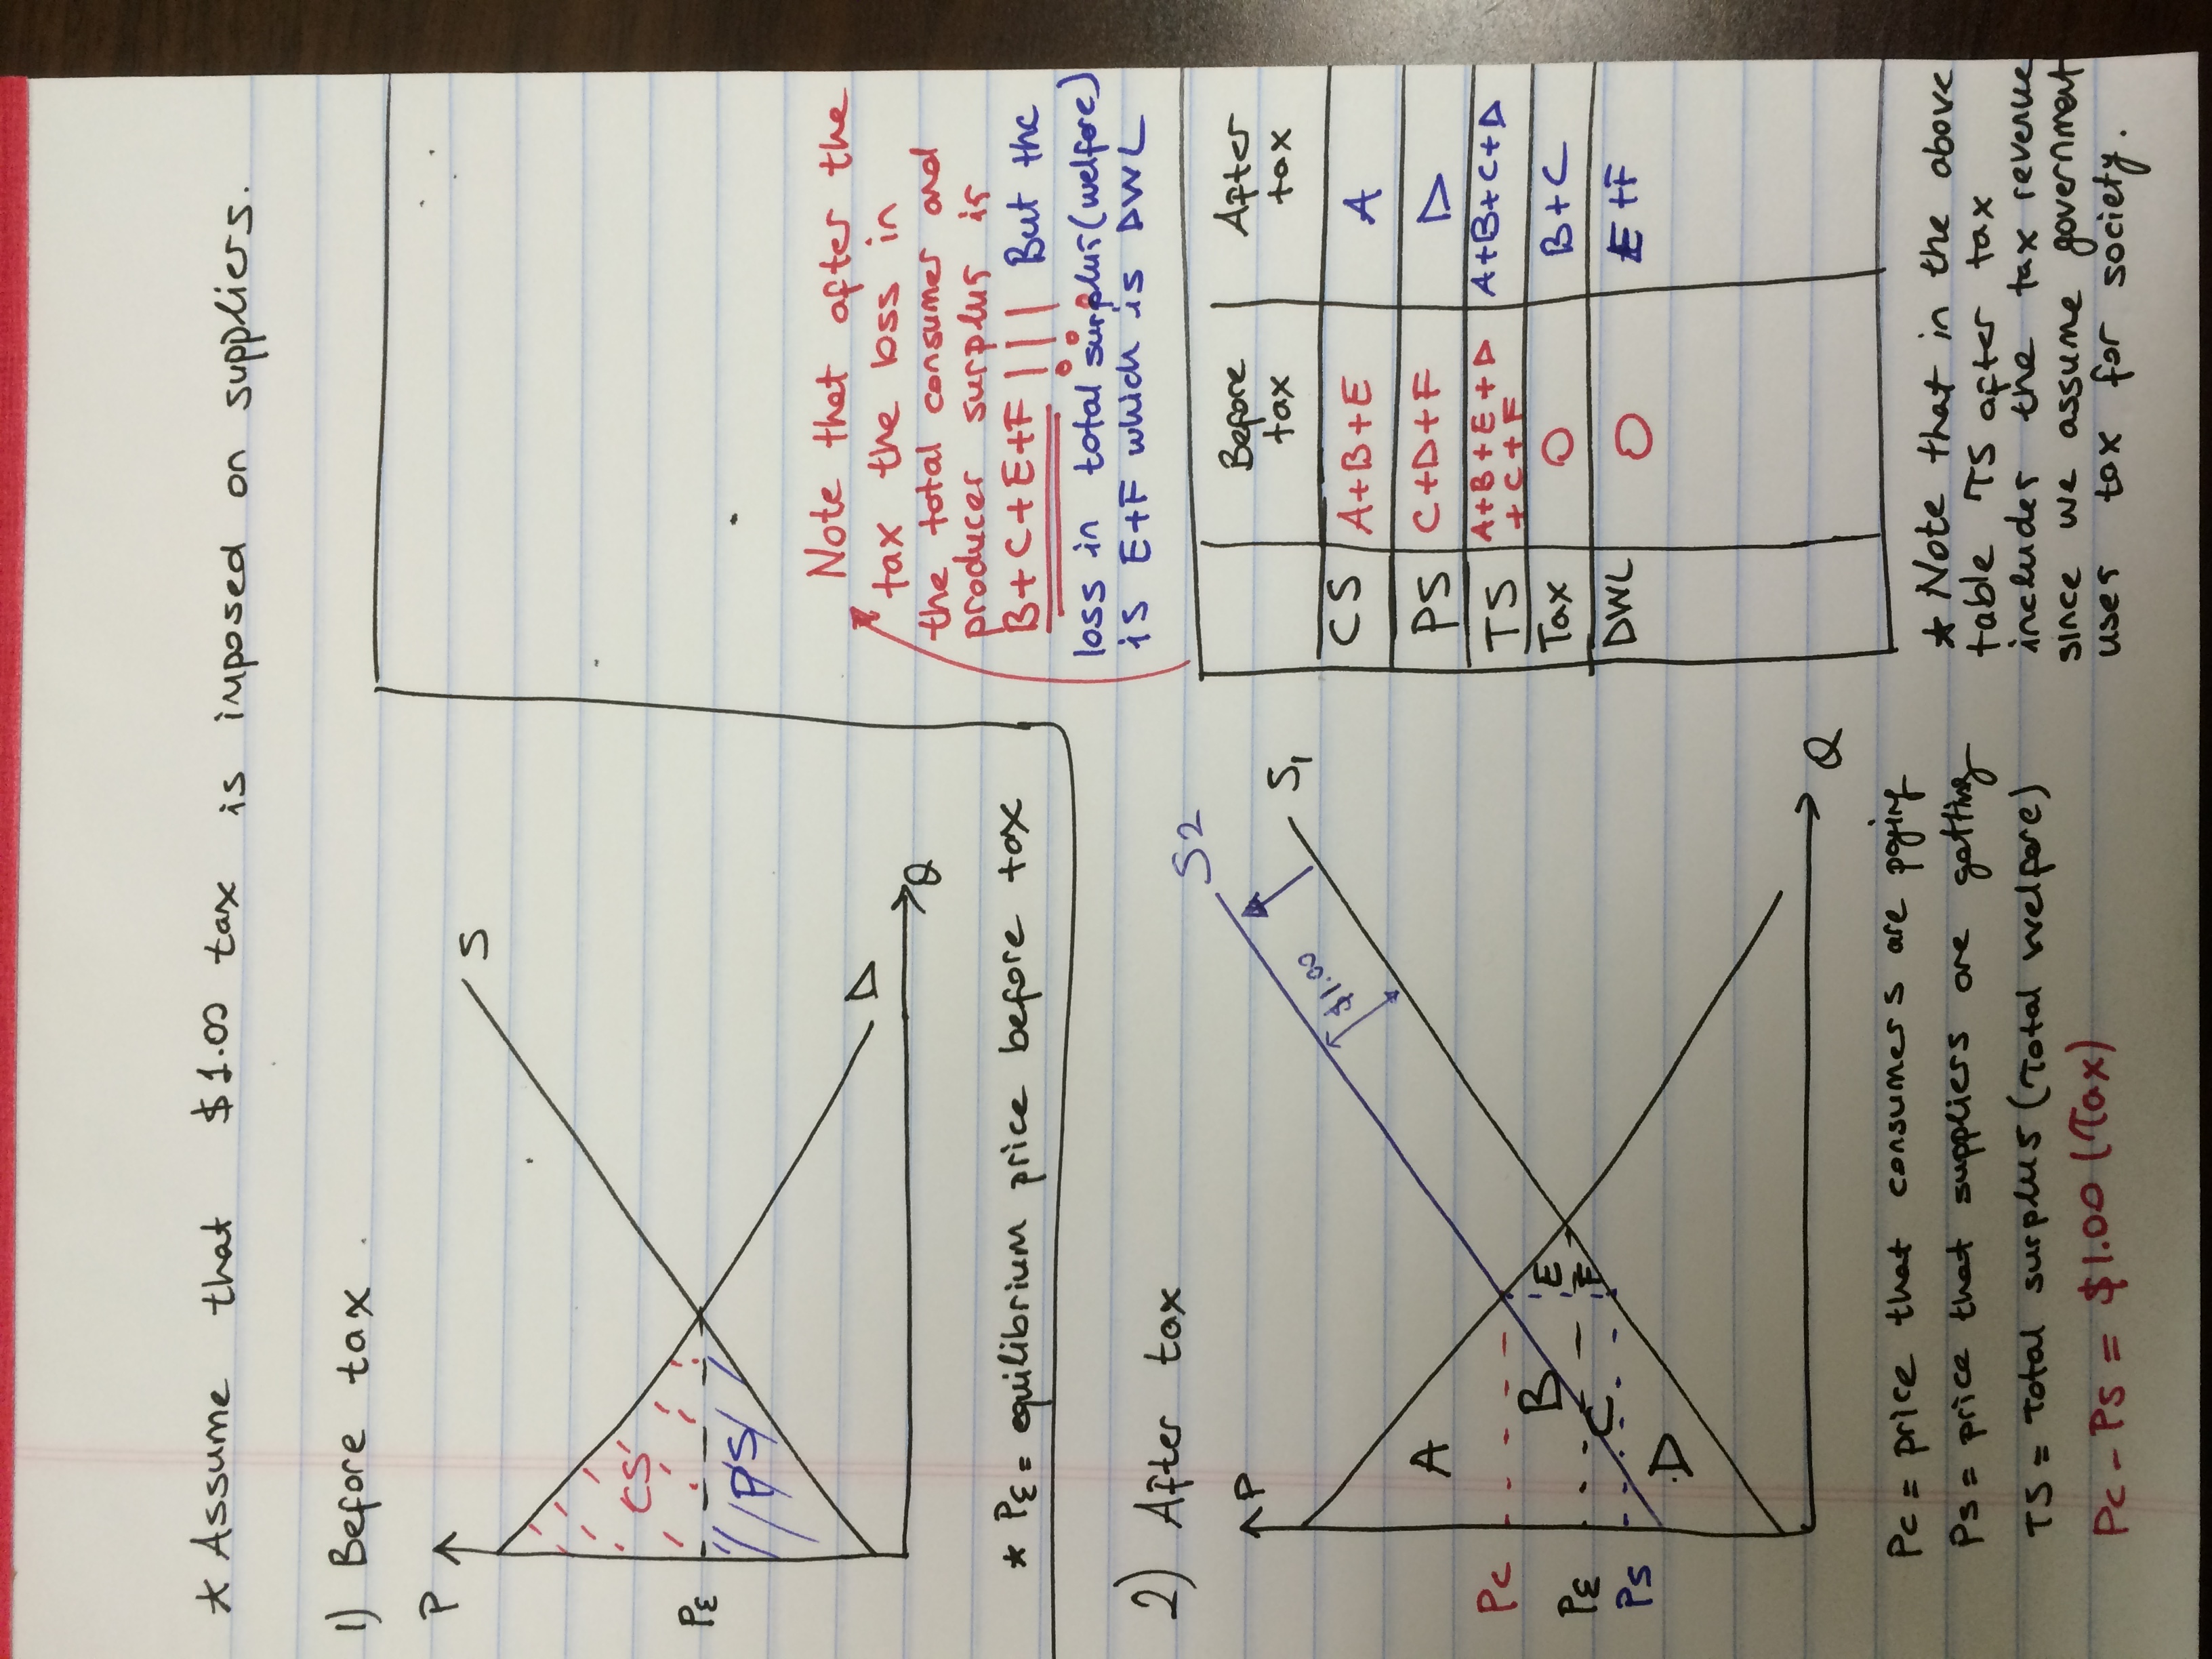 * Assume that $1.00 tax is imposed on suppliers.
1) Before tax
P
S
CS
PE
PS
D
Q
* PE = equilibrium price before tax
Note that after the
tax the loss in
the total consumer and
producer surplus is
B+C+E+F!!! But the
loss in total surplus (welfare)
is E+F which is DWL
2) After tax
P
S2
S1
$1.00
A
Pc
B
E
PE
C
F
Ps
D
Q
Before tax
After tax
CS A+B+E A
PS C+D+F D
TS A+B+E+D
+C+F A+B+C+D
Tax 0 B+C
DWL 0 E+F
Pc = price that consumers are paying
Ps = price that suppliers are getting
TS = Total surplus (Total welfare)
Pc - Ps = $1.00 (Tax)
* Note that in the above
table TS after tax
includes the tax revenue
since we assume government
uses tax for society.